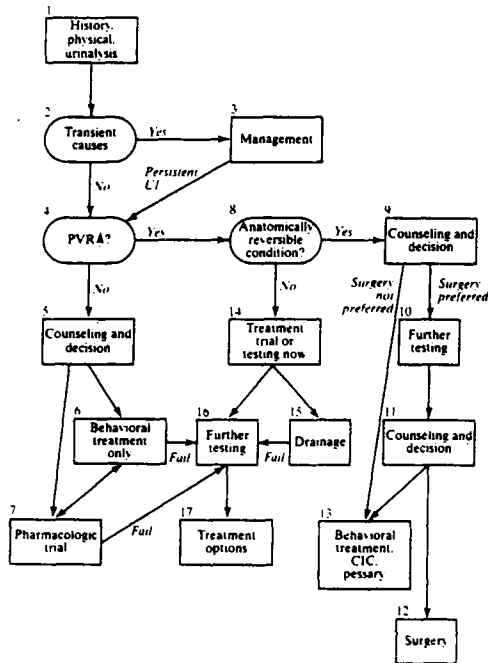 1
History,
physical,
urinalysis
2
Transient
causes
Yes
3
Management
No
Persistent
UI
4
PVR⧋?
Yes
8
Anatomically
reversible
condition?
Yes
9
Counseling and
decision
No
No
Surgery
not
preferred
Surgery
preferred
5
Counseling and
decision
14
Treatment
trial or
testing now
10
Further
testing
6
Behavioral
treatment
only
Fail
16
Further
testing
Fail
15
Drainage
11
Counseling and
decision
7
Pharmacologic
trial
Fail
17
Treatment
options
13
Behavioral
treatment,
CIC,
pessary
12
Surgery